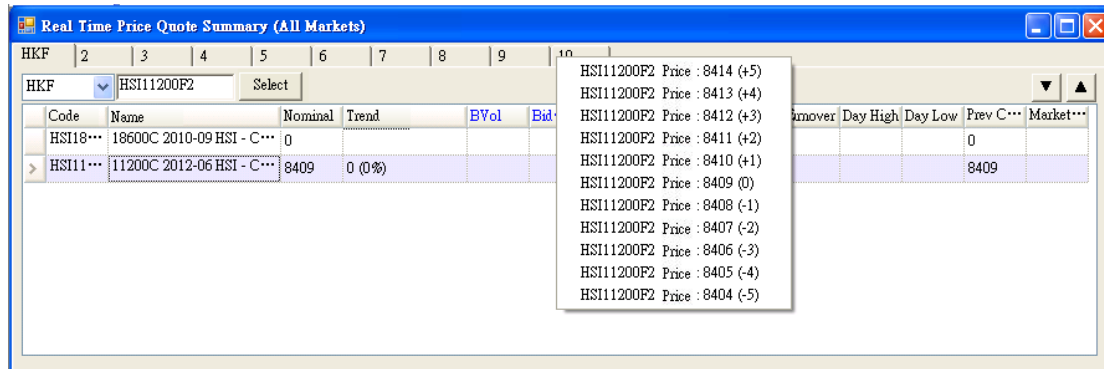 Real Time Price Quote Summary (All Markets)
HKF 2 3 4 5 6 7 8 9 10
HKF HSI11200F2 Select ▼ ▲
Code Name Nominal Trend BVol Bid Day High Day Low Prev C··· Market···
HSI18··· 18600C 2010-09 HSI - C··· 0 0
> HSI11··· 11200C 2012-06 HSI - C··· 8409 0 (0%) 8409
HSI11200F2 Price : 8414 (+5)
HSI11200F2 Price : 8413 (+4)
HSI11200F2 Price : 8412 (+3)
HSI11200F2 Price : 8411 (+2)
HSI11200F2 Price : 8410 (+1)
HSI11200F2 Price : 8409 (0)
HSI11200F2 Price : 8408 (-1)
HSI11200F2 Price : 8407 (-2)
HSI11200F2 Price : 8406 (-3)
HSI11200F2 Price : 8405 (-4)
HSI11200F2 Price : 8404 (-5)